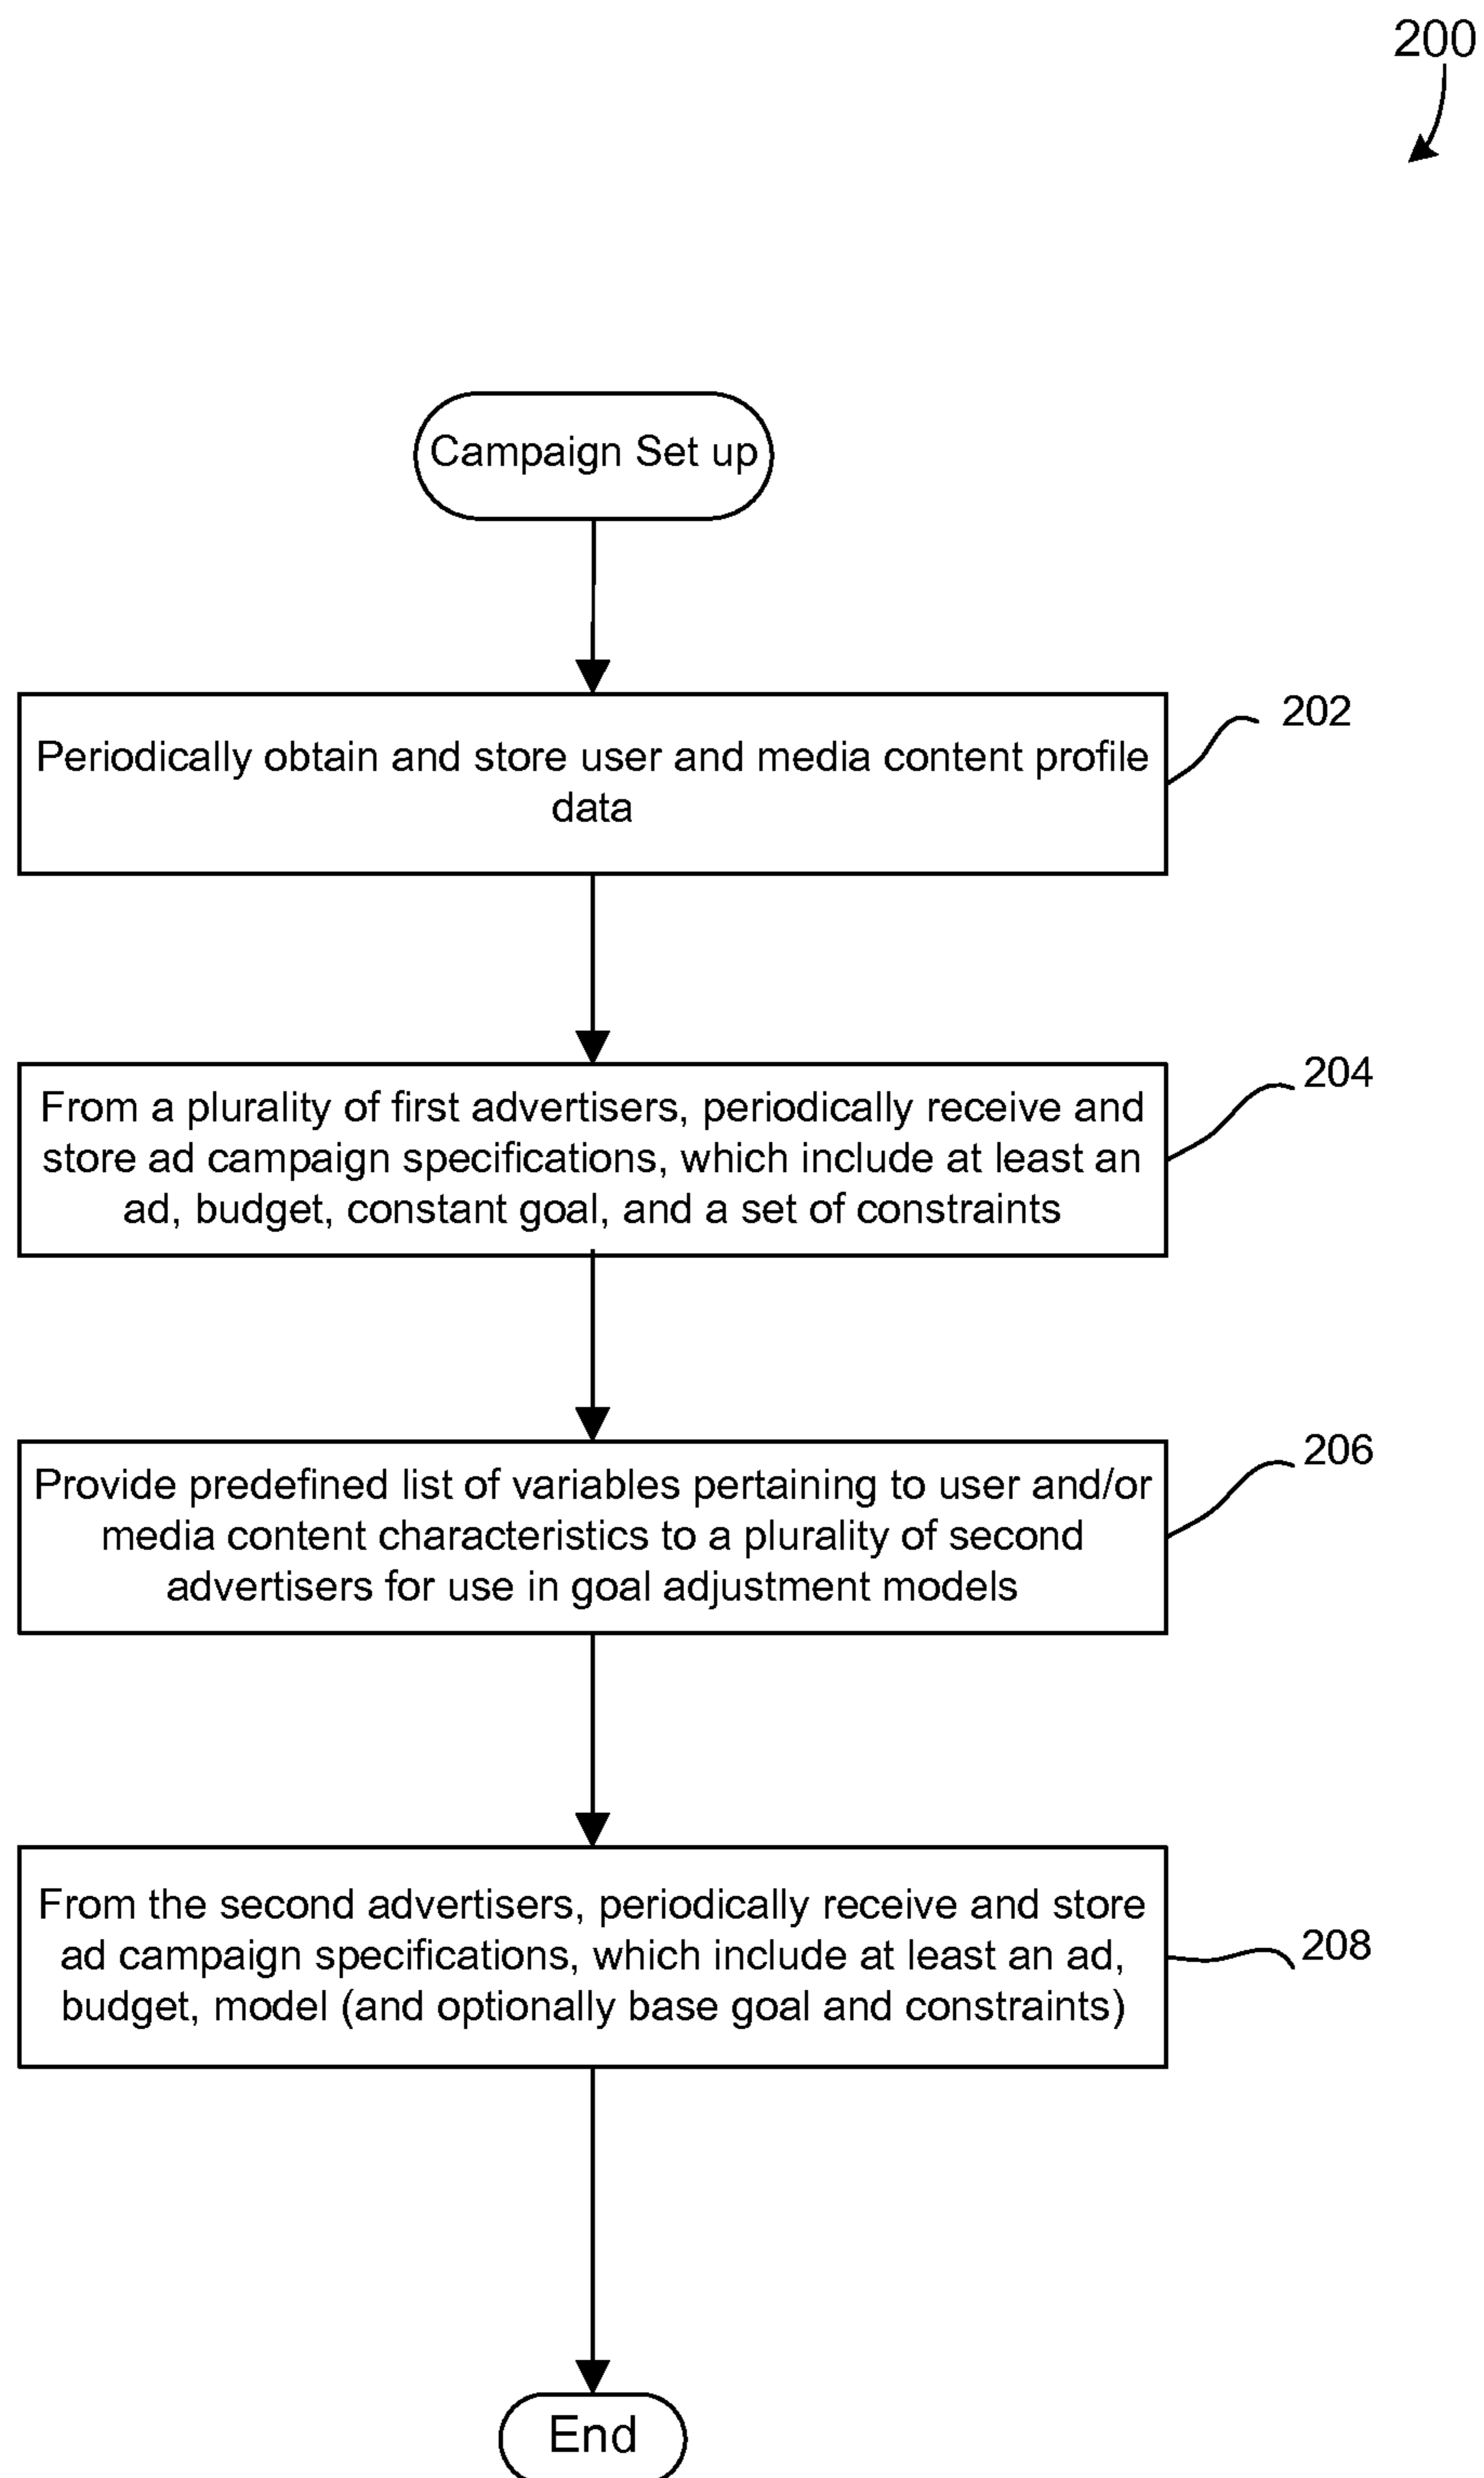 200
Campaign Set up
202
Periodically obtain and store user and media content profile
data
204
From a plurality of first advertisers, periodically receive and
store ad campaign specifications, which include at least an
ad, budget, constant goal, and a set of constraints
206
Provide predefined list of variables pertaining to user and/or
media content characteristics to a plurality of second
advertisers for use in goal adjustment models
208
From the second advertisers, periodically receive and store
ad campaign specifications, which include at least an ad,
budget, model (and optionally base goal and constraints)
End